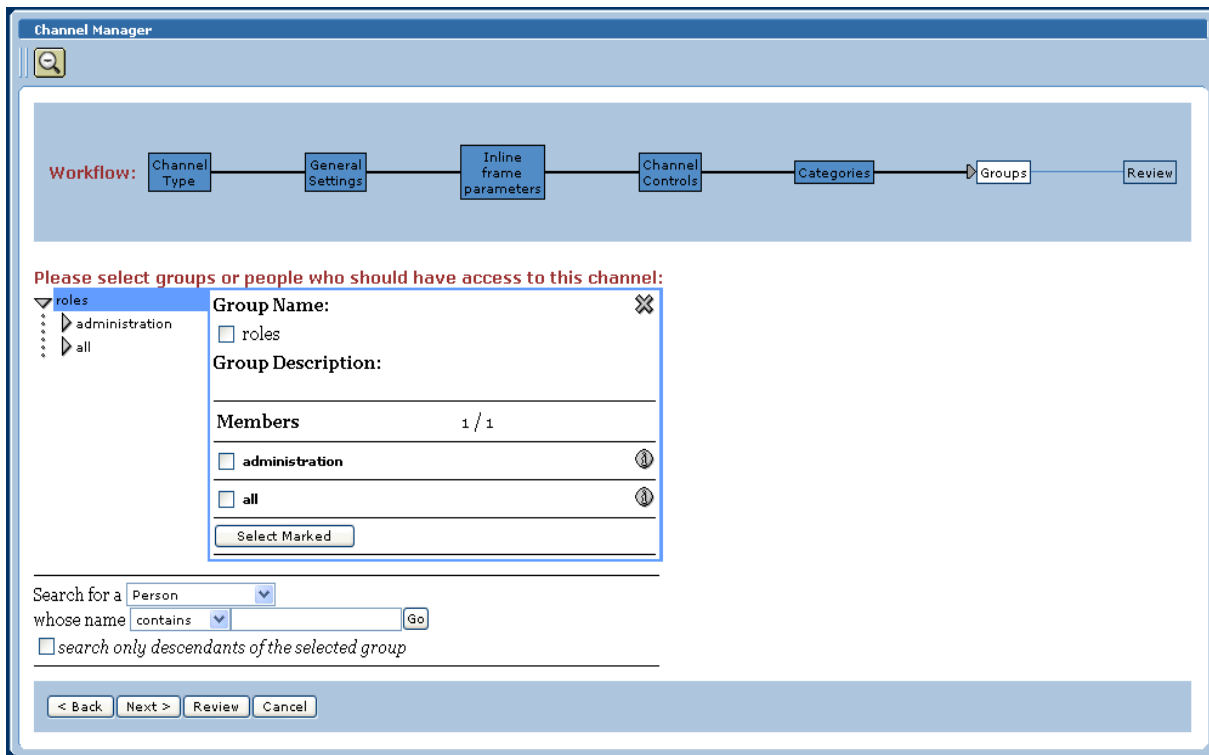 Channel Manager
Workflow:
Channel
Type
General
Settings
Inline
frame
parameters
Channel
Controls
Categories
Groups
Review
Please select groups or people who should have access to this channel:
roles
administration
all
Group Name:
roles
Group Description:
Members 1 / 1
administration
all
Select Marked
Search for a Person
whose name contains Go
search only descendants of the selected group
< Back Next > Review Cancel